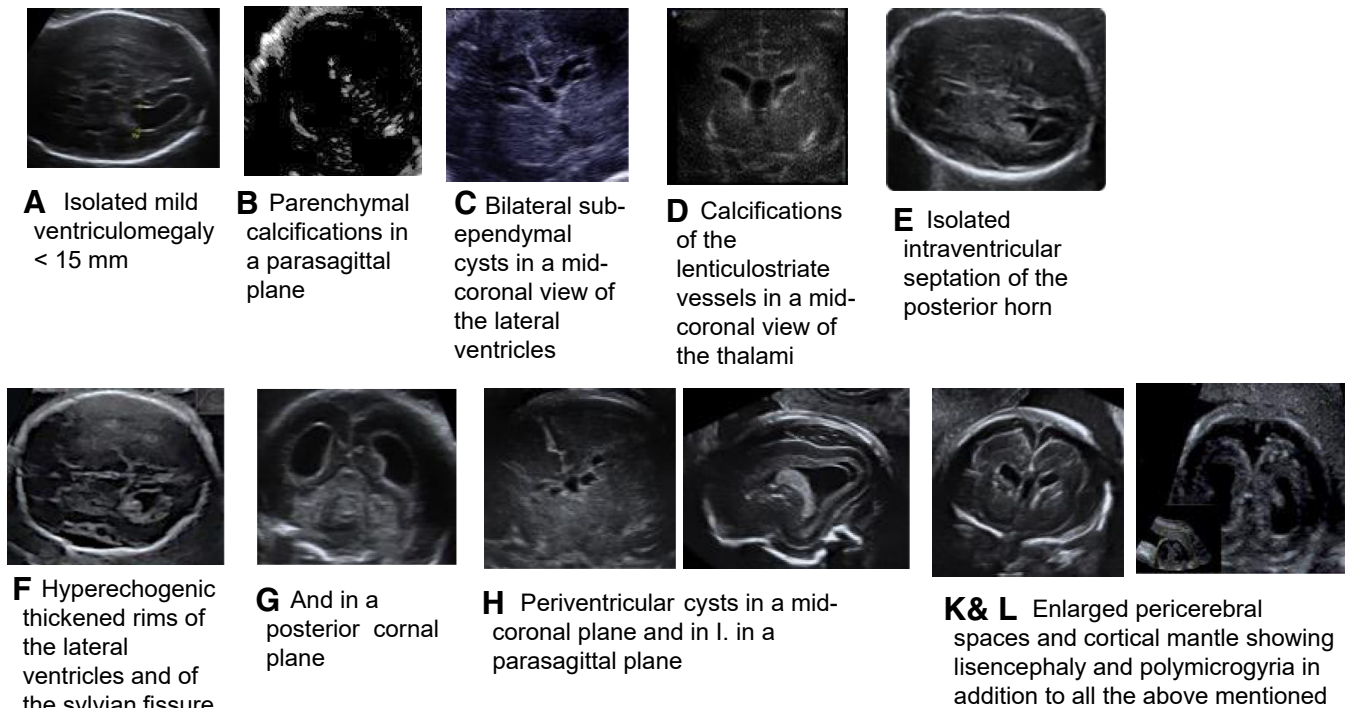 A Isolated mild
ventriculomegaly
< 15 mm
B Parenchymal
calcifications in
a parasagittal
plane
C Bilateral sub-
ependymal
cysts in a mid-
coronal view of
the lateral
ventricles
D Calcifications
of the
lenticulostriate
vessels in a mid-
coronal view of
the thalami
E Isolated
intraventricular
septation of the
posterior horn
F Hyperechogenic
thickened rims of
the lateral
ventricles and of
the sylvian fissure
G And in a
posterior cornal
plane
H Periventricular cysts in a mid-
coronal plane and in I. in a
parasagittal plane
K& L Enlarged pericerebral
spaces and cortical mantle showing
lisencephaly and polymicrogyria in
addition to all the above mentioned